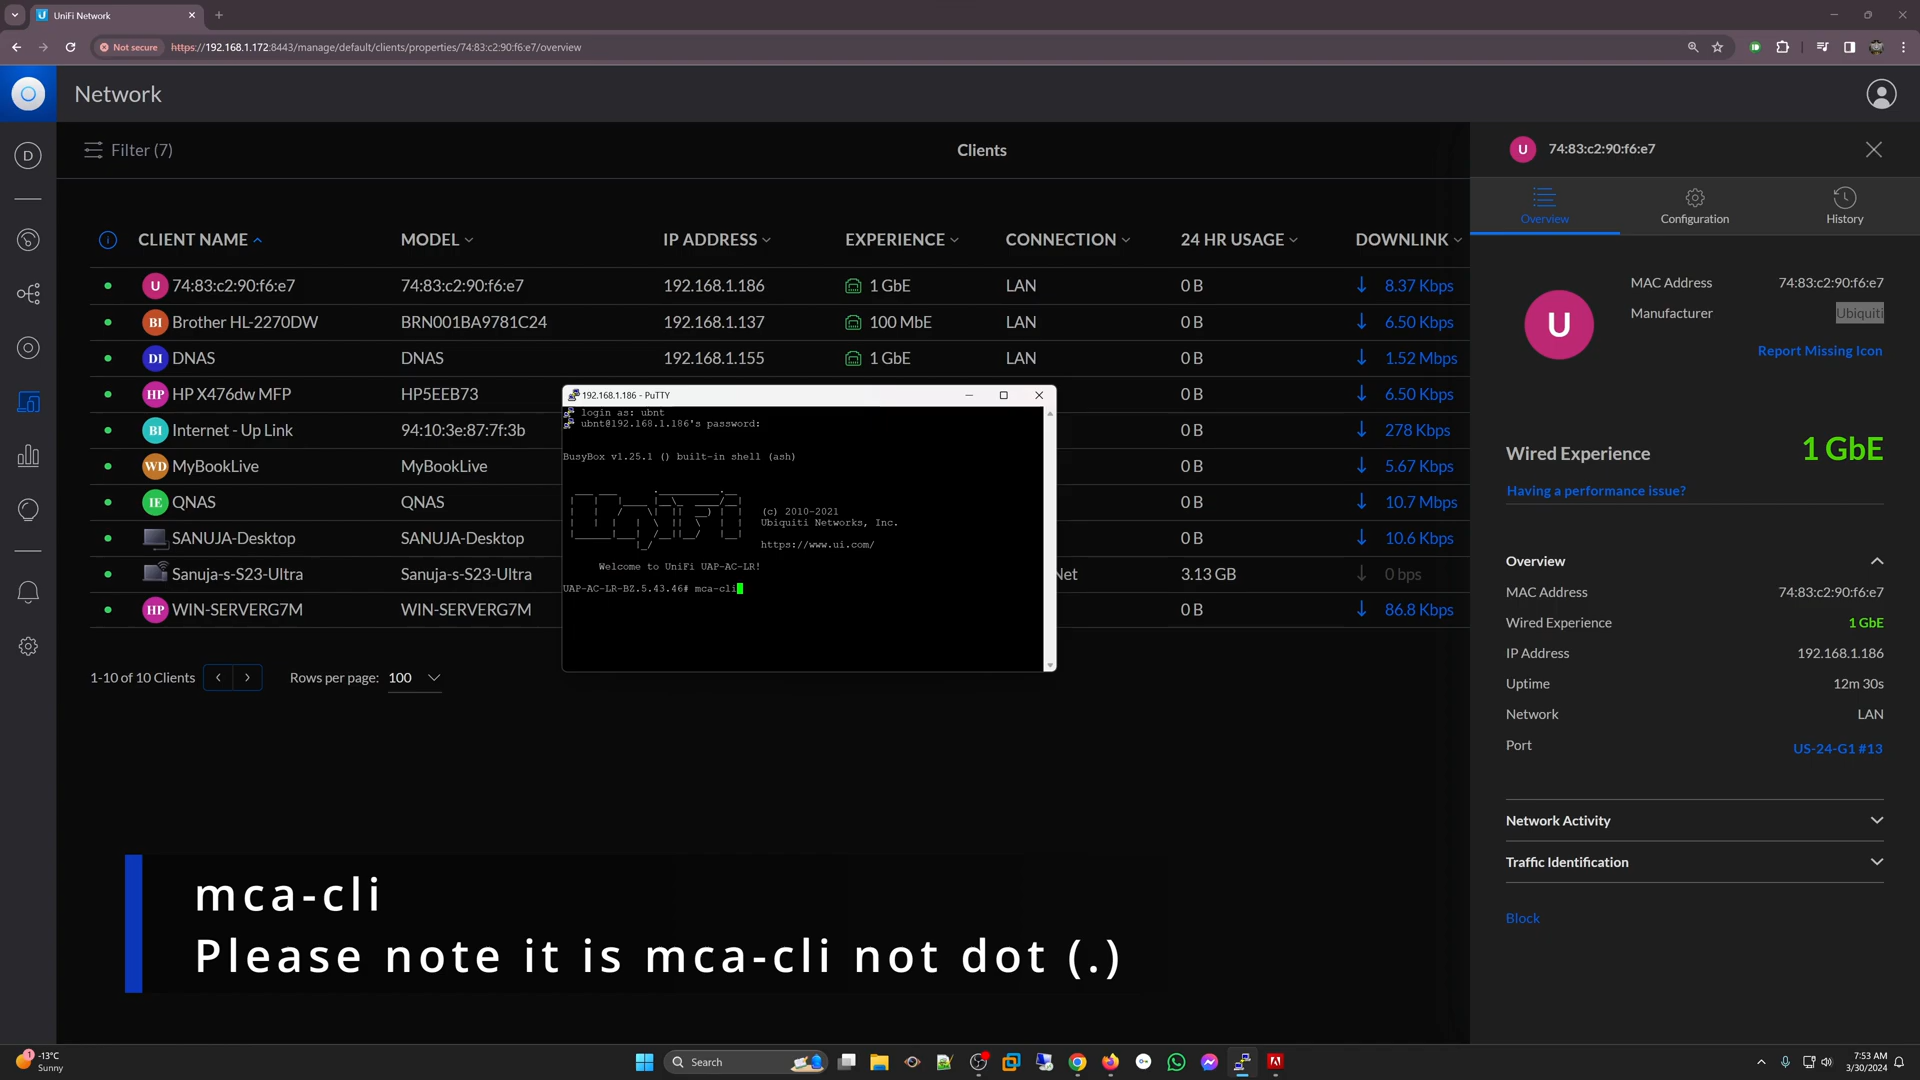 UniFi Network
Not secure
https://192.168.1.172:8443/manage/default/clients/properties/74:83:c2:90:f6:e7/overview
Network
D
Filter (7)
Clients
CLIENT NAME MODEL IP ADDRESS EXPERIENCE CONNECTION 24 HR USAGE DOWNLINK
U 74:83:c2:90:f6:e7 74:83:c2:90:f6:e7 192.168.1.186 1 GbE LAN 0 B 8.37 Kbps
BI Brother HL-2270DW BRN001BA9781C24 192.168.1.137 100 MbE LAN 0 B 6.50 Kbps
DI DNAS DNAS 192.168.1.155 1 GbE LAN 0 B 1.52 Mbps
HP HP X476dw MFP HP5EEB73 0 B 6.50 Kbps
BI Internet - Up Link 94:10:3e:87:7f:3b 0 B 278 Kbps
WD MyBookLive MyBookLive 0 B 5.67 Kbps
IE QNAS QNAS 0 B 10.7 Mbps
SANUJA-Desktop SANUJA-Desktop 0 B 10.6 Kbps
Sanuja-s-S23-Ultra Sanuja-s-S23-Ultra Net 3.13 GB 0 bps
HP WIN-SERVERG7M WIN-SERVERG7M 0 B 86.8 Kbps
1-10 of 10 Clients Rows per page: 100
192.168.1.186 - PuTTY
login as: ubnt
ubnt@192.168.1.186's password:
BusyBox v1.25.1 () built-in shell (ash)
(c) 2010-2021
Ubiquiti Networks, Inc.
https://www.ui.com/
Welcome to UniFi UAP-AC-LR!
UAP-AC-LR-BZ.5.43.46# mca-cli
U 74:83:c2:90:f6:e7
Overview Configuration History
U
MAC Address 74:83:c2:90:f6:e7
Manufacturer Ubiquiti
Report Missing Icon
Wired Experience 1 GbE
Having a performance issue?
Overview
MAC Address 74:83:c2:90:f6:e7
Wired Experience 1 GbE
IP Address 192.168.1.186
Uptime 12m 30s
Network LAN
Port US-24-G1 #13
Network Activity
Traffic Identification
Block
mca-cli
Please note it is mca-cli not dot (.)
1
-13°C
Sunny
Search
7:53 AM
3/30/2024